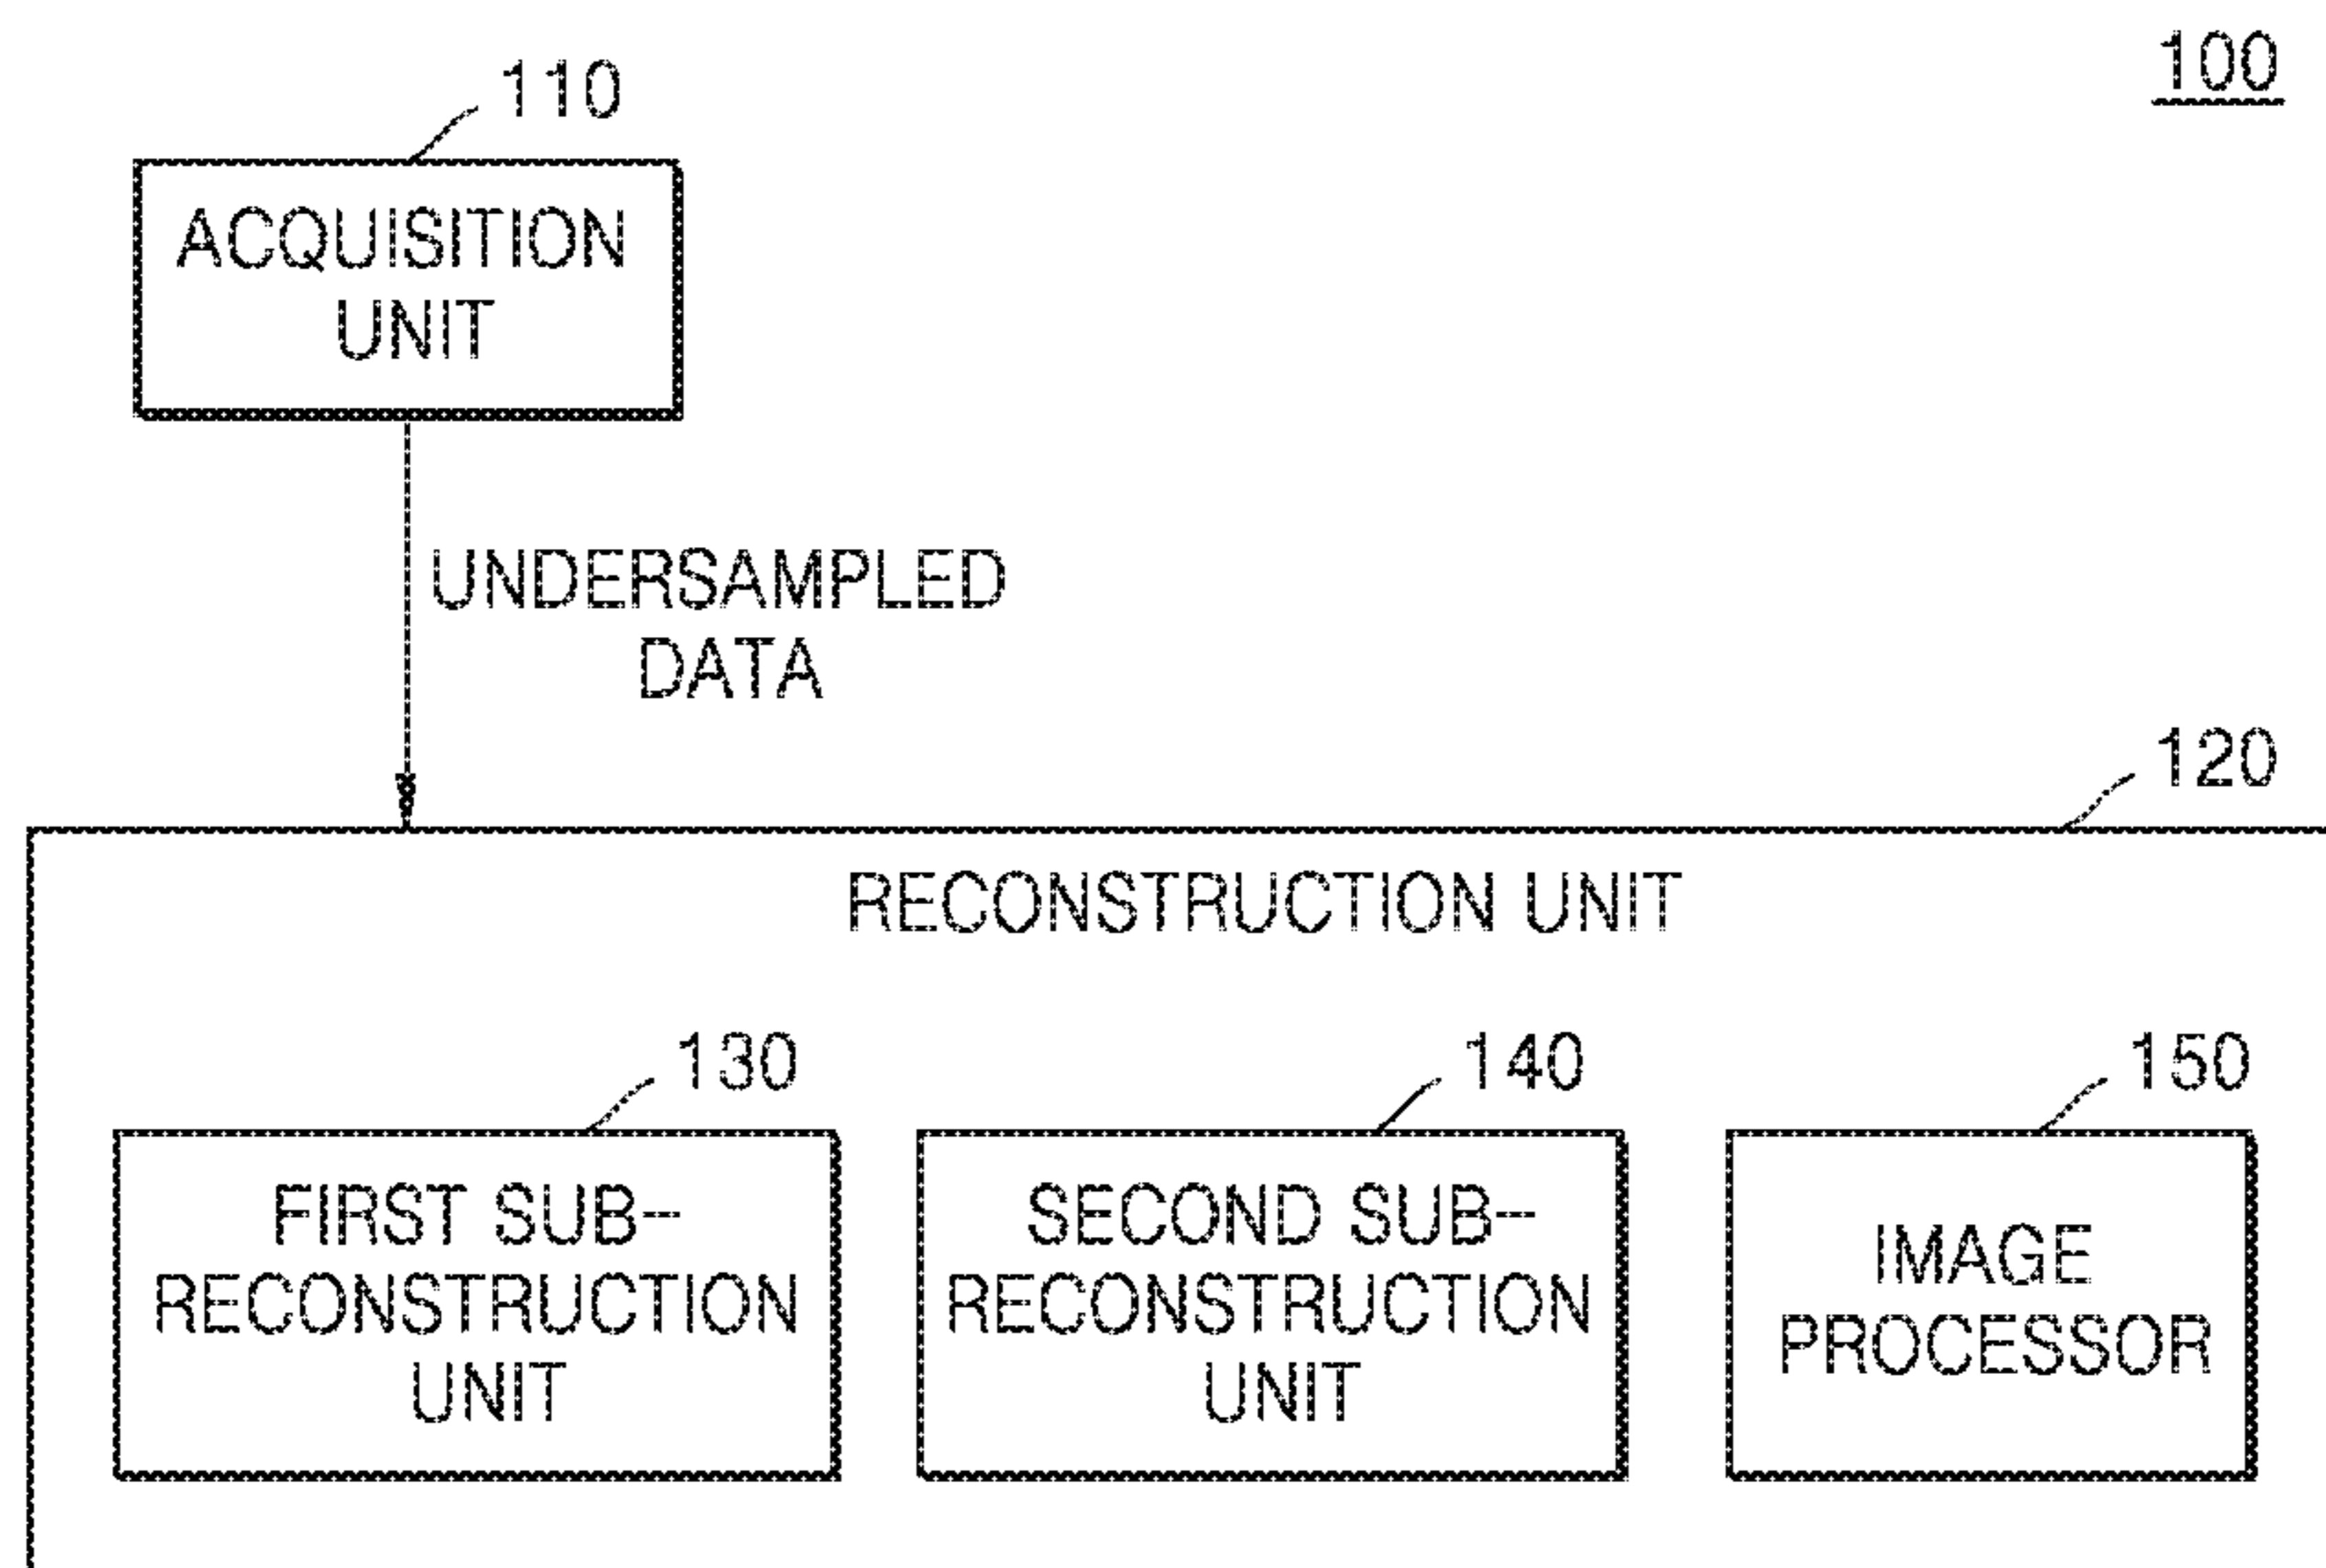 100
110
ACQUISITION
UNIT
UNDERSAMPLED
DATA
120
RECONSTRUCTION UNIT
130
140
150
FIRST SUB-
RECONSTRUCTION
UNIT
SECOND SUB-
RECONSTRUCTION
UNIT
IMAGE
PROCESSOR